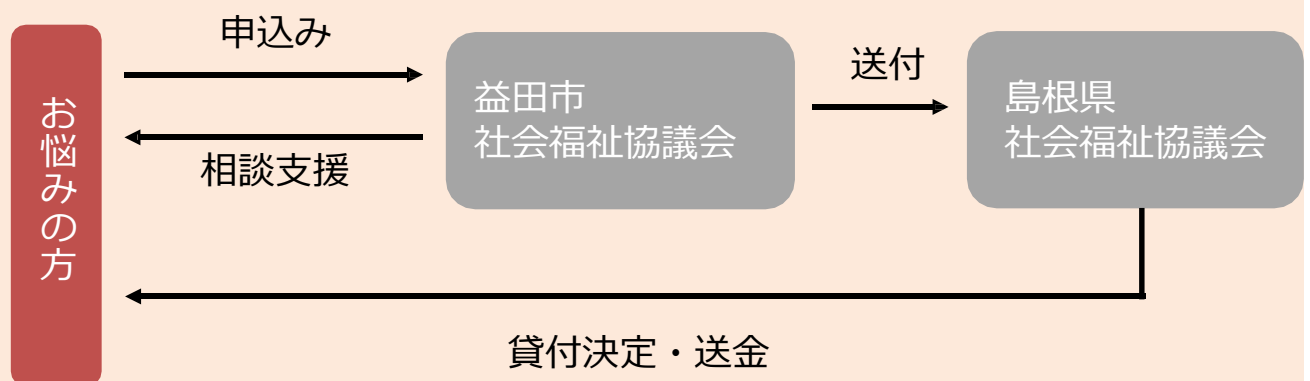 お悩みの方
申込み
相談支援
益田市
社会福祉協議会
送付
島根県
社会福祉協議会
貸付決定・送金